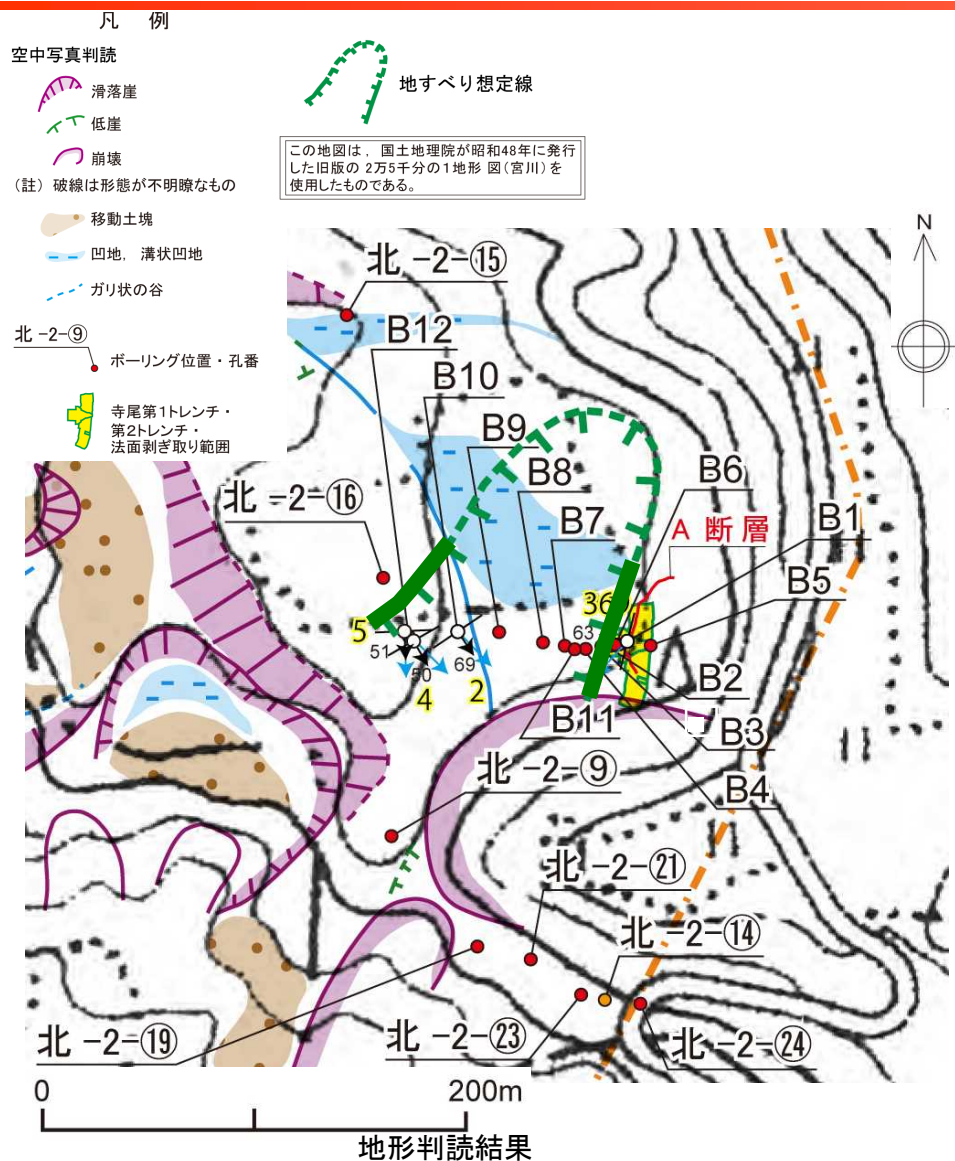 凡 例
空中写真判読
滑落崖
低崖
崩壊
(註) 破線は形態が不明瞭なもの
移動土塊
凹地, 溝状凹地
ガリ状の谷
北 -2-⑨
ボーリング位置・孔番
寺尾第1トレンチ・
第2トレンチ・
法面剥ぎ取り範囲
地すべり想定線
この地図は, 国土地理院が昭和48年に発行
した旧版の 2万5千分の1地形 図(宮川)を
使用したものである。
N
北 -2-⑮
B12
B10
B9
B8
B7
B6
B1
A 断層
B5
北 -2-⑯
36
63
5
51
50
69
4
2
B2
B11
B3
B4
北 -2-⑨
北 -2-㉑
北 -2-⑭
北 -2-⑲
北 -2-㉓
北 -2-㉔
0
200m
地形判読結果